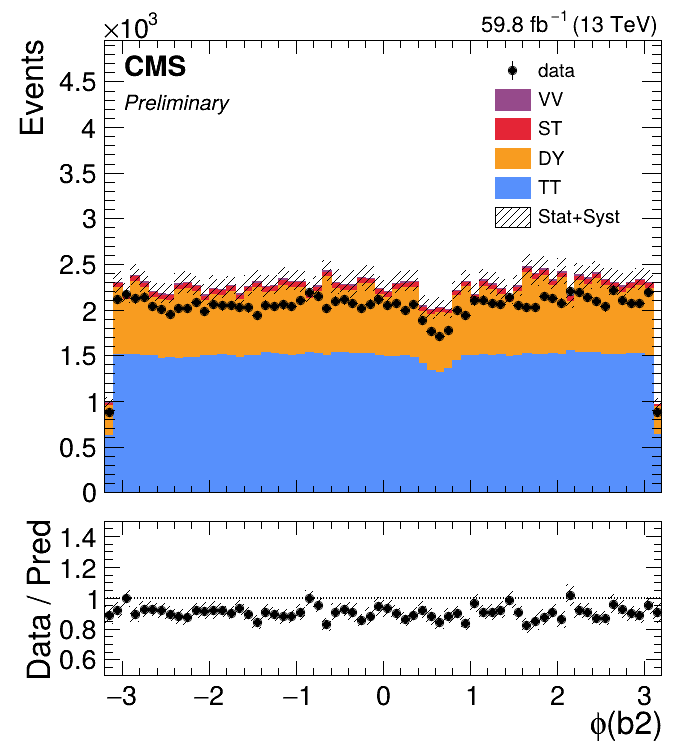 ×10³
59.8 fb⁻¹ (13 TeV)
CMS
Preliminary
Events
data
VV
ST
DY
TT
Stat+Syst
4.5
4
3.5
3
2.5
2
1.5
1
0.5
0
Data / Pred
1.4
1.2
1
0.8
0.6
−3 −2 −1 0 1 2 3
ϕ(b2)